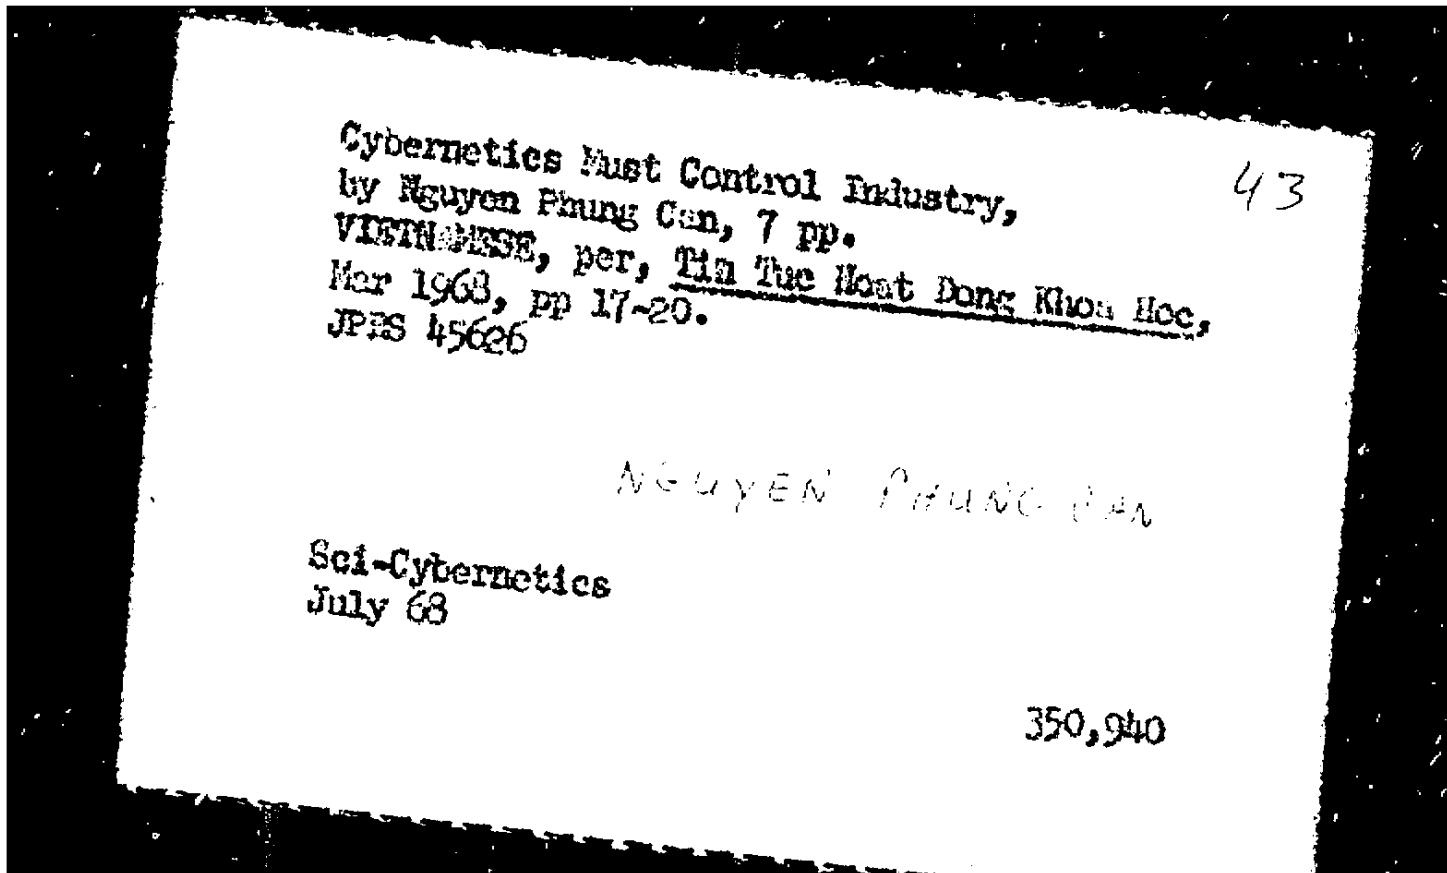 43
Cybernetics Must Control Industry,
by Nguyen Phung Can, 7 pp.
VIETNAMESE, per, Tin Tuc Hoat Dong Khoa Hoc,
Mar 1968, pp 17-20.
JPRS 45626
NGUYEN PHUNG CAN
Sci-Cybernetics
July 68
350,940